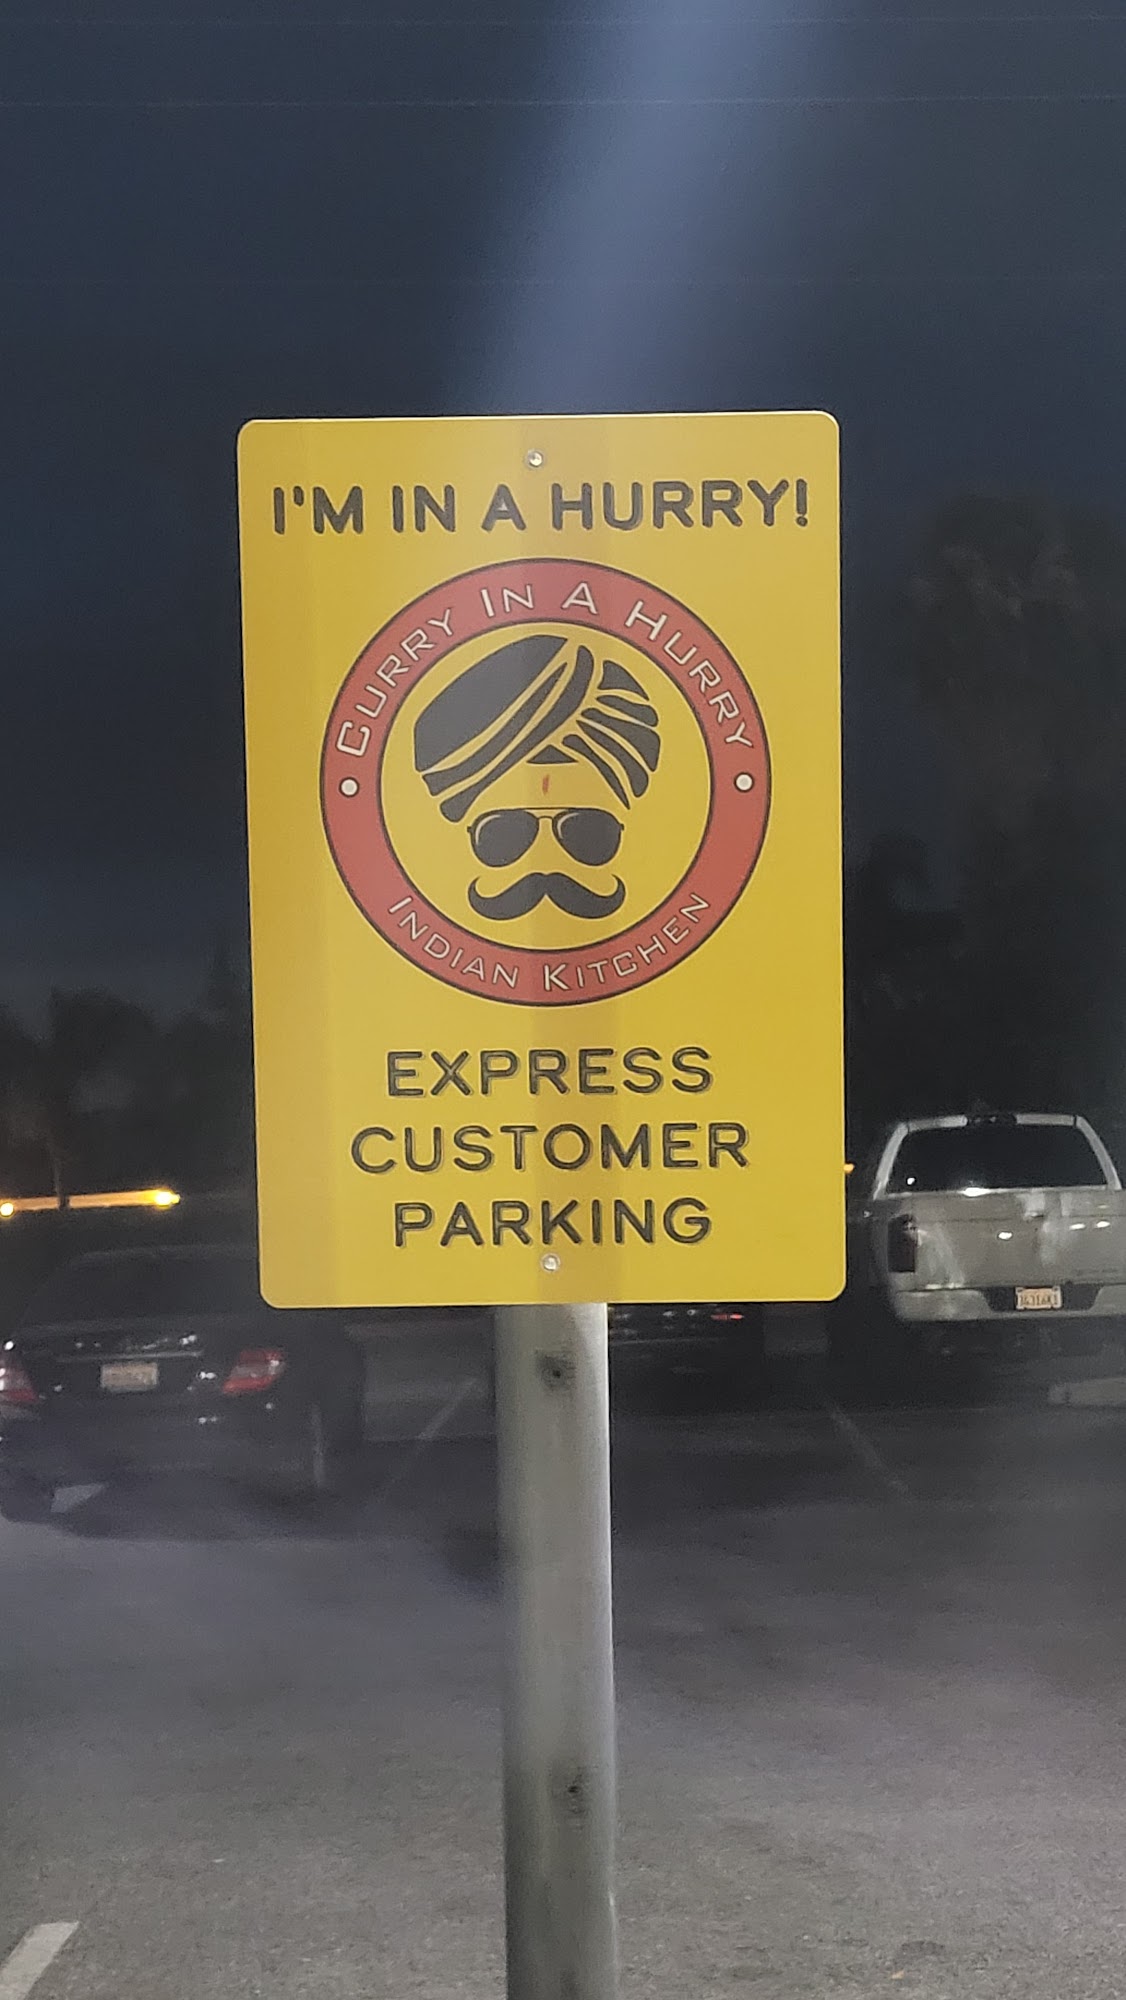 I'M IN A HURRY!
CURRY IN A HURRY
INDIAN KITCHEN
EXPRESS
CUSTOMER
PARKING